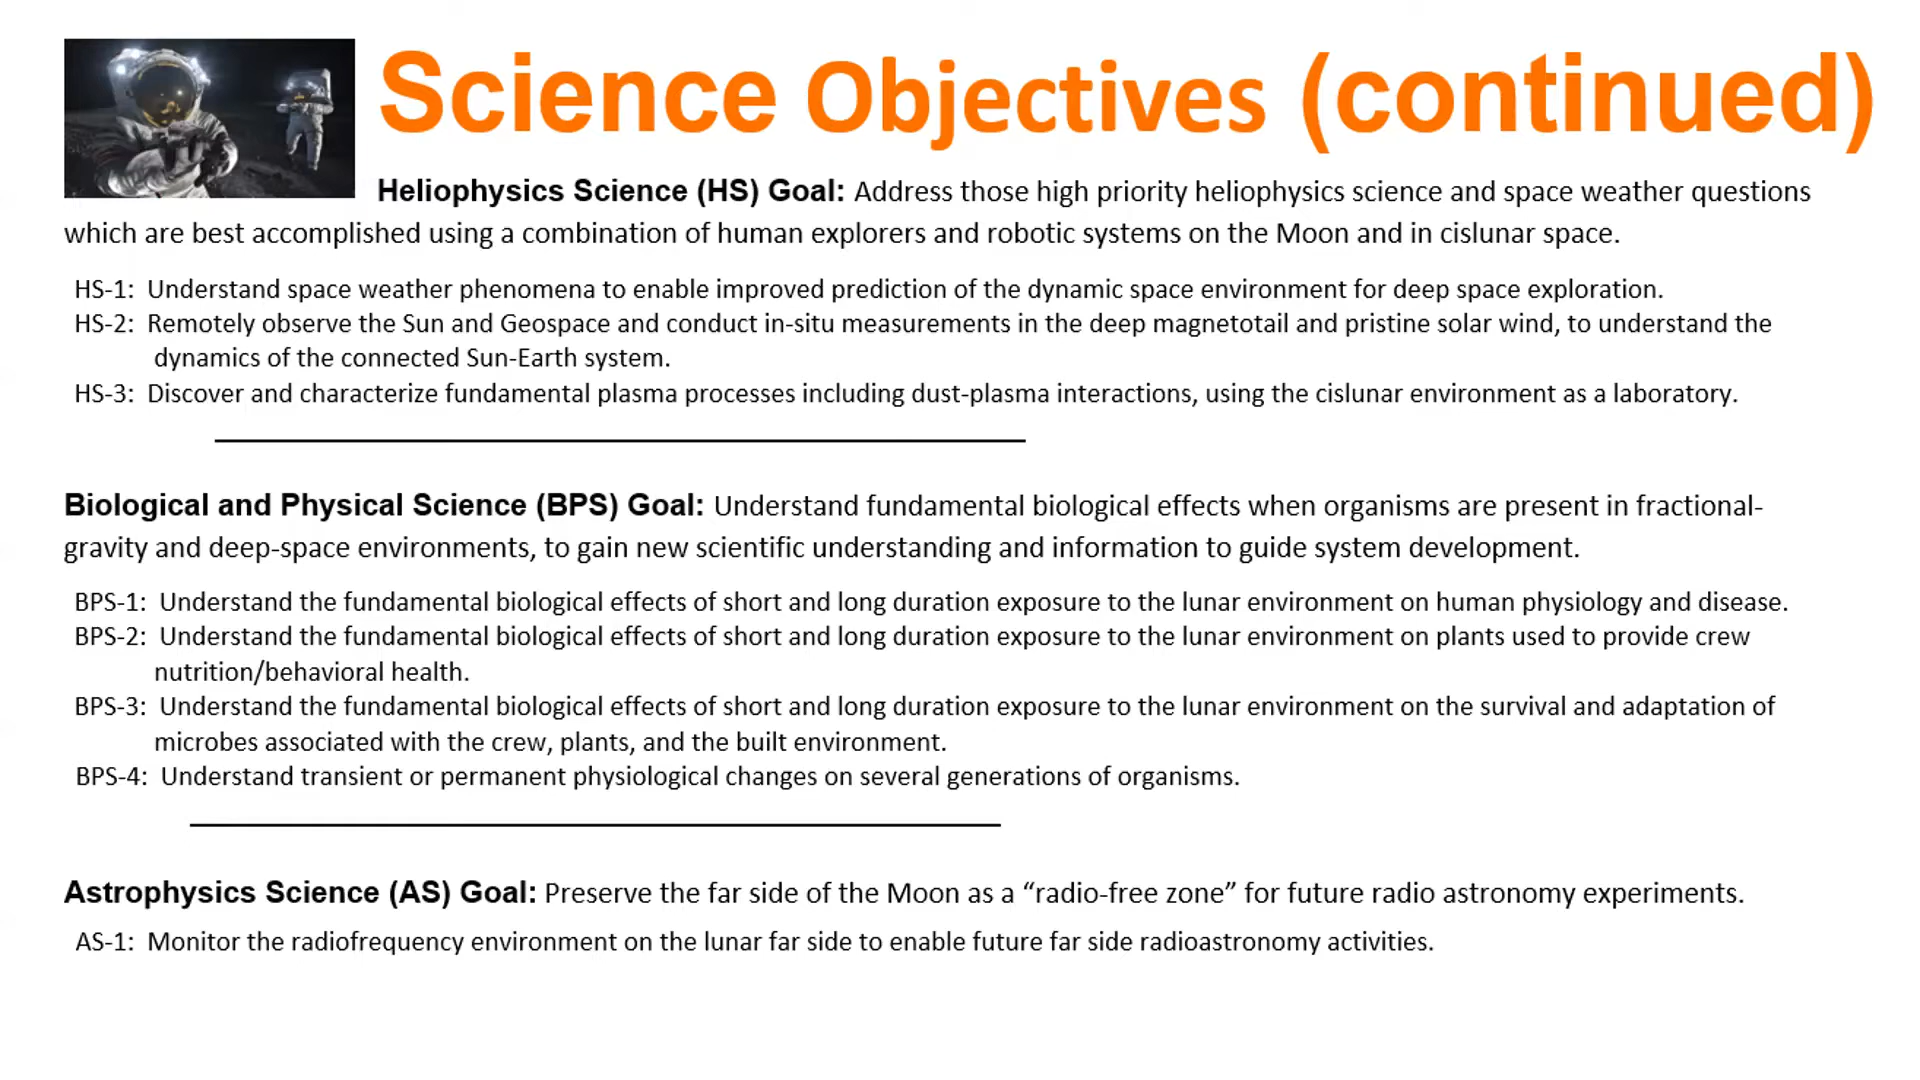 Science Objectives (continued)
Heliophysics Science (HS) Goal: Address those high priority heliophysics science and space weather questions
which are best accomplished using a combination of human explorers and robotic systems on the Moon and in cislunar space.
HS-1: Understand space weather phenomena to enable improved prediction of the dynamic space environment for deep space exploration.
HS-2: Remotely observe the Sun and Geospace and conduct in-situ measurements in the deep magnetotail and pristine solar wind, to understand the
dynamics of the connected Sun-Earth system.
HS-3: Discover and characterize fundamental plasma processes including dust-plasma interactions, using the cislunar environment as a laboratory.
Biological and Physical Science (BPS) Goal: Understand fundamental biological effects when organisms are present in fractional-
gravity and deep-space environments, to gain new scientific understanding and information to guide system development.
BPS-1: Understand the fundamental biological effects of short and long duration exposure to the lunar environment on human physiology and disease.
BPS-2: Understand the fundamental biological effects of short and long duration exposure to the lunar environment on plants used to provide crew
nutrition/behavioral health.
BPS-3: Understand the fundamental biological effects of short and long duration exposure to the lunar environment on the survival and adaptation of
microbes associated with the crew, plants, and the built environment.
BPS-4: Understand transient or permanent physiological changes on several generations of organisms.
Astrophysics Science (AS) Goal: Preserve the far side of the Moon as a “radio-free zone” for future radio astronomy experiments.
AS-1: Monitor the radiofrequency environment on the lunar far side to enable future far side radioastronomy activities.